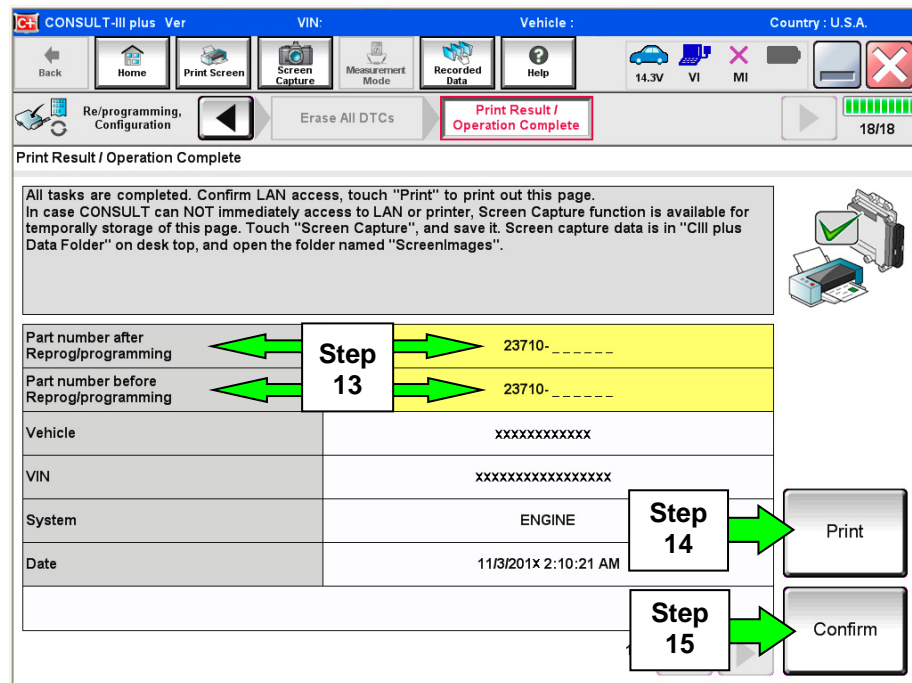 C+ CONSULT-III plus Ver VIN: Vehicle : Country : U.S.A.
Back
Home
Print Screen
Screen
Capture
Measurement
Mode
Recorded
Data
?
Help
14.3V
VI
MI
Re/programming,
Configuration
Erase All DTCs
Print Result /
Operation Complete
18/18
Print Result / Operation Complete
All tasks are completed. Confirm LAN access, touch "Print" to print out this page.
In case CONSULT can NOT immediately access to LAN or printer, Screen Capture function is available for
temporally storage of this page. Touch "Screen Capture", and save it. Screen capture data is in "CIII plus
Data Folder" on desk top, and open the folder named "ScreenImages".
Part number after
Reprog/programming
23710-_ _ _ _ _ _
Part number before
Reprog/programming
23710-_ _ _ _ _ _
Step
13
Vehicle
xxxxxxxxxxxx
VIN
xxxxxxxxxxxxxxxxx
System
ENGINE
Date
11/3/201X 2:10:21 AM
Step
14
Print
Step
15
Confirm